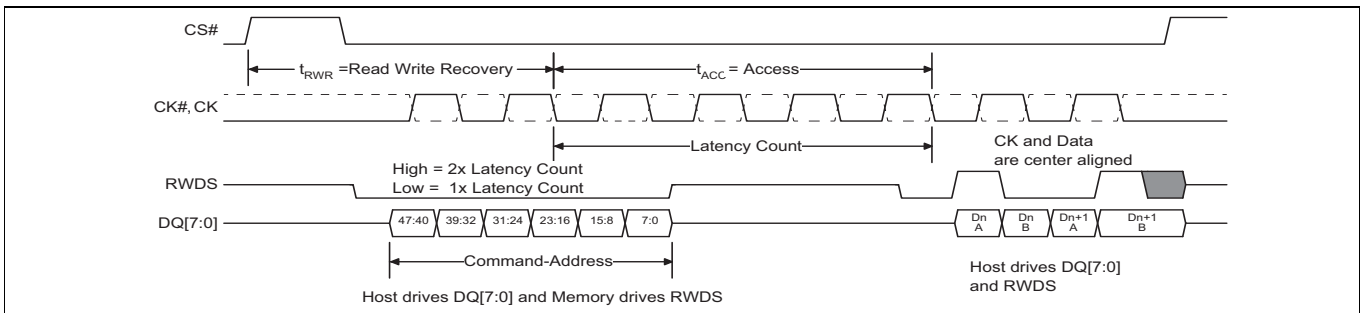 CS#
tRWR =Read Write Recovery
tACC = Access
CK#, CK
Latency Count
CK and Data
are center aligned
High = 2x Latency Count
Low = 1x Latency Count
RWDS
DQ[7:0]
47:40 39:32 31:24 23:16 15:8 7:0
Dn A
Dn B
Dn+1 A
Dn+1 B
Command-Address
Host drives DQ[7:0]
and RWDS
Host drives DQ[7:0] and Memory drives RWDS